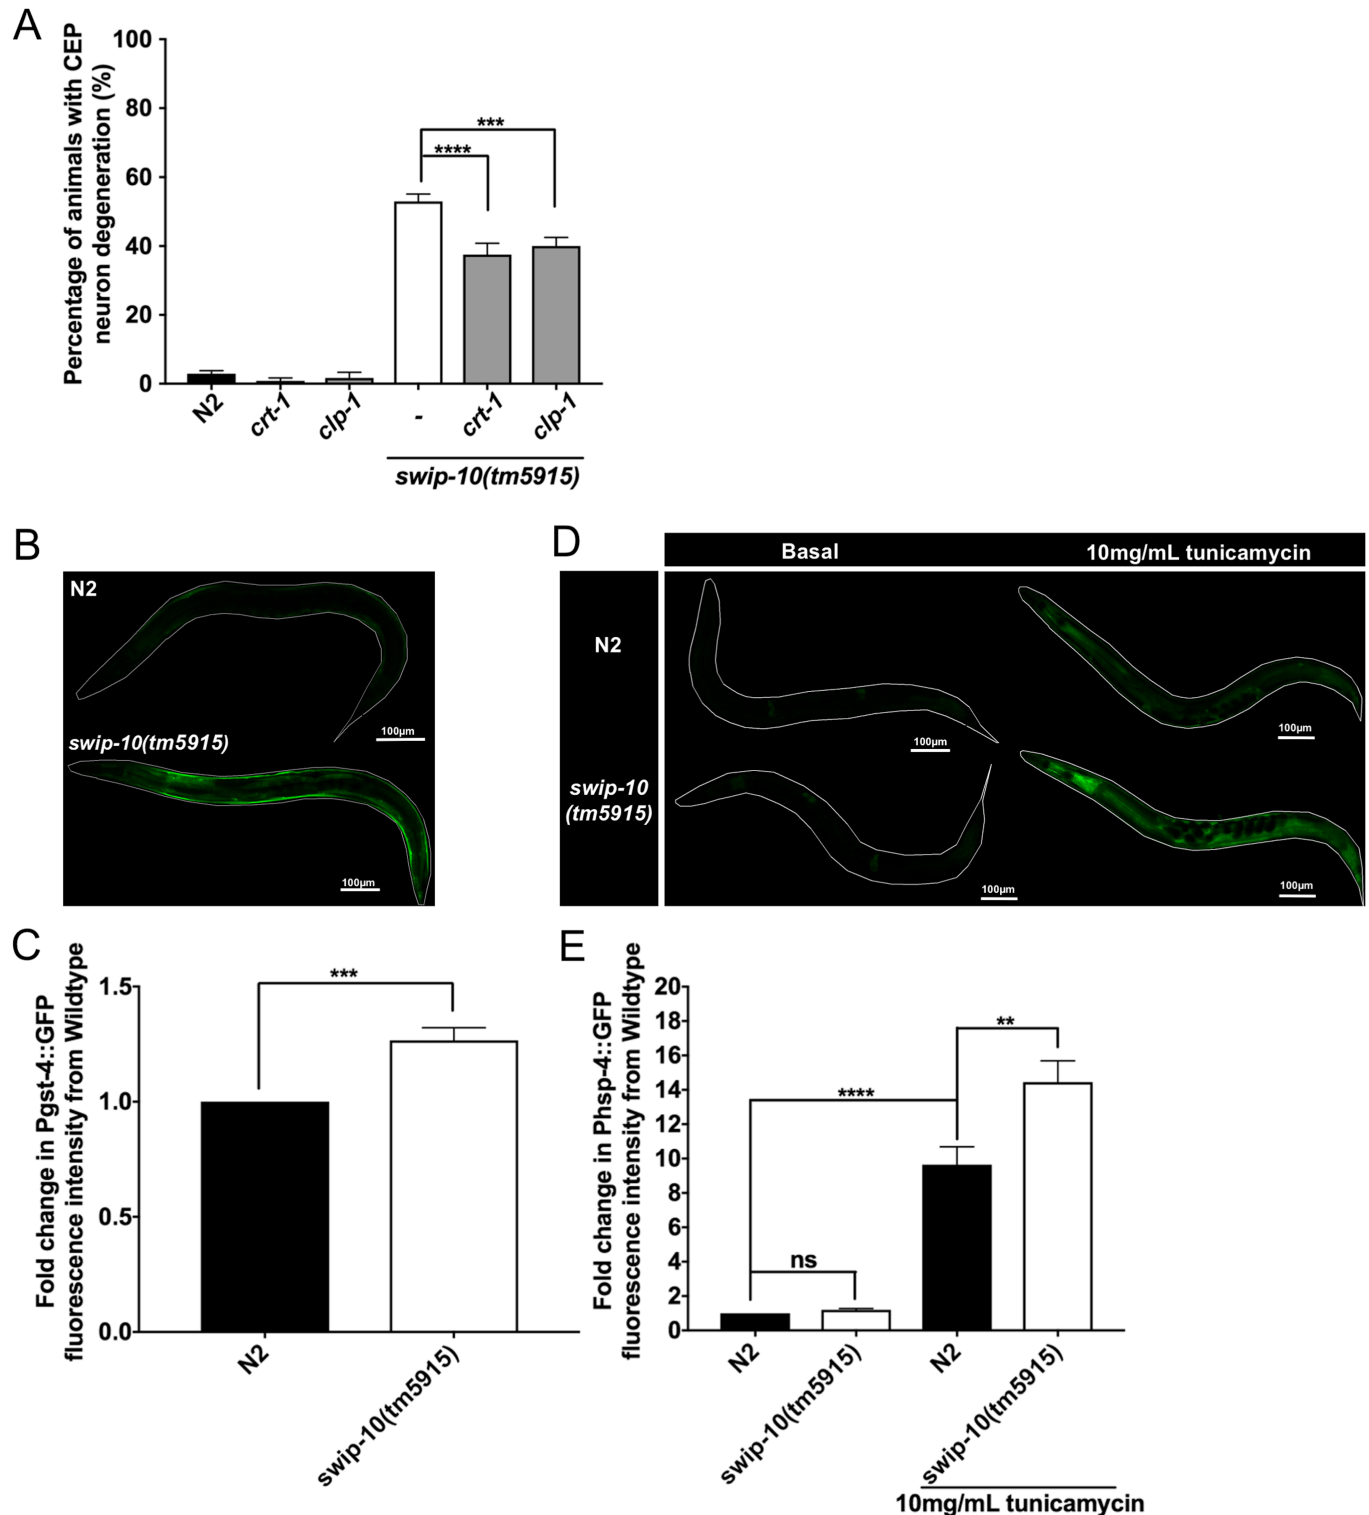 A
Percentage of animals with CEP
neuron degeneration (%)
100
80
60
40
20
0
***
****
N2
crt-1
clp-1
-
crt-1
clp-1
swip-10(tm5915)
B
N2
100µm
swip-10(tm5915)
100µm
D
Basal
10mg/mL tunicamycin
N2
100µm
100µm
swip-10
(tm5915)
100µm
100µm
C
Fold change in Pgst-4::GFP
fluorescence intensity from Wildtype
1.5
1.0
0.5
0.0
***
N2
swip-10(tm5915)
E
Fold change in Phsp-4::GFP
fluorescence intensity from Wildtype
20
18
16
14
12
10
8
6
4
2
0
**
****
ns
N2
swip-10(tm5915)
N2
swip-10(tm5915)
10mg/mL tunicamycin